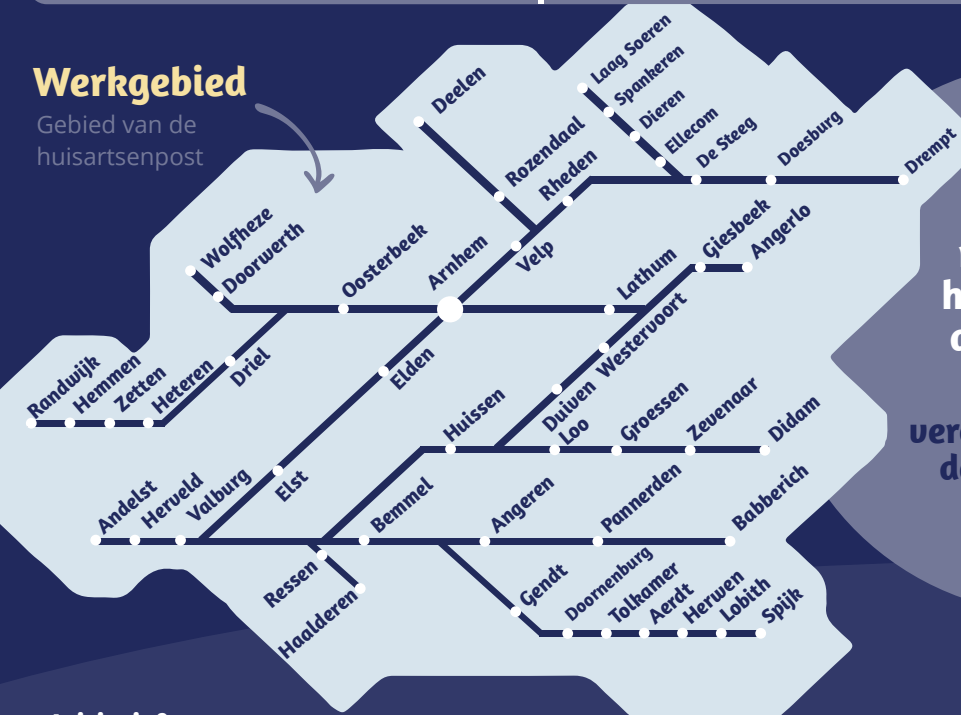 Werkgebied
Gebied van de
huisartsenpost
Deelen
Rozendaal
Rheden
Laag Soeren
Spankeren
Dieren
Ellecom
De Steeg
Doesburg
Drempt
Wolfheze
Doorwerth
Oosterbeek
Arnhem
Velp
Lathum
Giesbeek
Angerlo
Westervoort
Duiven
Randwijk
Hemmen
Zetten
Heteren
Driel
Elden
Huissen
Loo
Groessen
Zevenaar
Didam
Andelst
Herveld
Valburg
Elst
Bemmel
Angeren
Pannerden
Babberich
Ressen
Haalderen
Gendt
Doornenburg
Tolkamer
Aerdt
Herwen
Lobith
Spijk